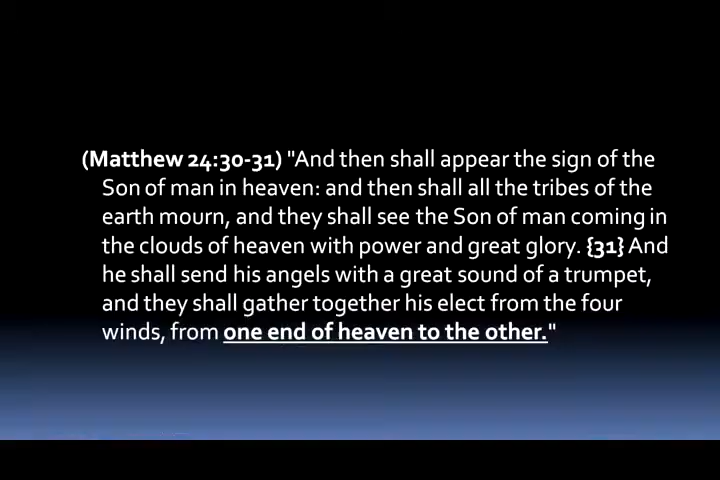 (Matthew 24:30-31) "And then shall appear the sign of the
Son of man in heaven: and then shall all the tribes of the
earth mourn, and they shall see the Son of man coming in
the clouds of heaven with power and great glory. {31} And
he shall send his angels with a great sound of a trumpet,
and they shall gather together his elect from the four
winds, from one end of heaven to the other."